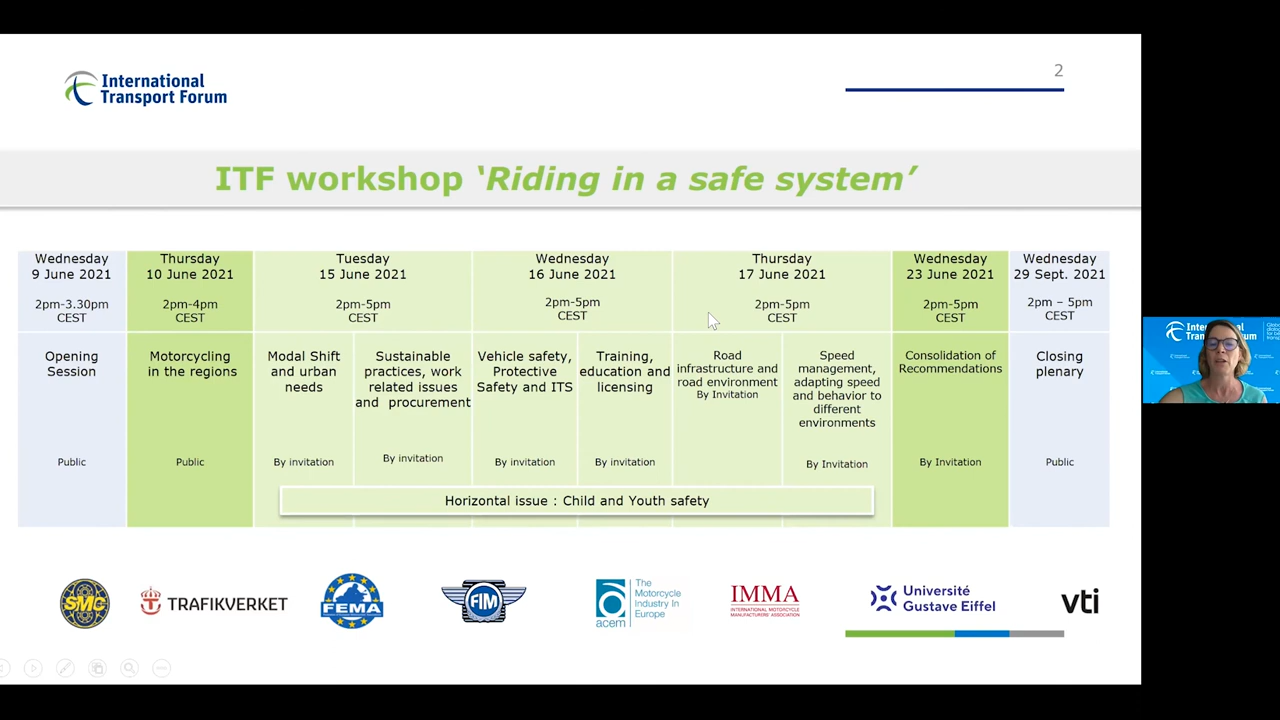 International
Transport Forum
2
ITF workshop ‘Riding in a safe system’
Wednesday
9 June 2021
2pm-3.30pm
CEST
Thursday
10 June 2021
2pm-4pm
CEST
Tuesday
15 June 2021
2pm-5pm
CEST
Wednesday
16 June 2021
2pm-5pm
CEST
Thursday
17 June 2021
2pm-5pm
CEST
Wednesday
23 June 2021
2pm-5pm
CEST
Wednesday
29 Sept. 2021
2pm – 5pm
CEST
Opening
Session
Public
Motorcycling
in the regions
Public
Modal Shift
and urban
needs
By invitation
Sustainable
practices, work
related issues
and procurement
By invitation
Vehicle safety,
Protective
Safety and ITS
By invitation
Training,
education and
licensing
By invitation
Road
infrastructure and
road environment
By Invitation
Speed
management,
adapting speed
and behavior to
different
environments
By Invitation
Consolidation of
Recommendations
By Invitation
Closing
plenary
Public
Horizontal issue : Child and Youth safety
SMC
TRAFIKVERKET
FEMA
FIM
acem
The
Motorcycle
Industry in
Europe
IMMA
INTERNATIONAL MOTORCYCLE
MANUFACTURERS' ASSOCIATION
Université
Gustave Eiffel
vti
International
Transport Forum